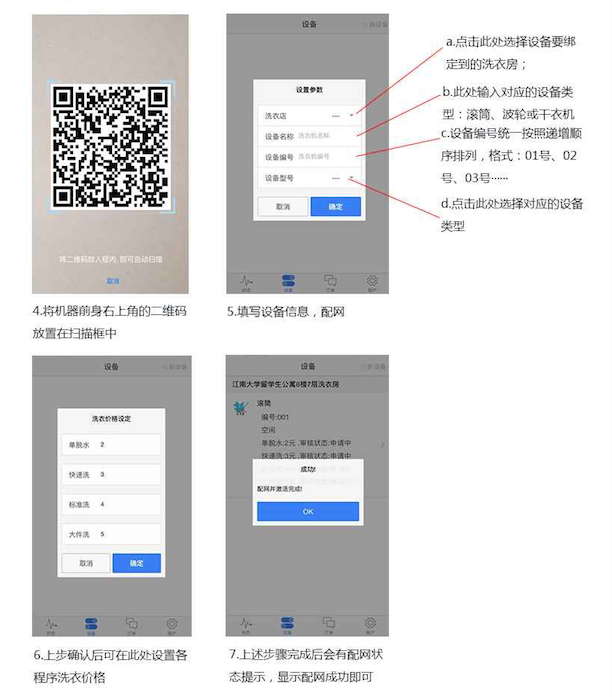 将二维码放入框内，即可自动扫描
取消
4.将机器前身右上角的二维码
放置在扫描框中
设备
设置参数
洗衣店 ---
设备名称 洗衣机名称
设备编号 洗衣机编号
设备型号 ---
取消 确定
设备 订单
5.填写设备信息，配网
a.点击此处选择设备要绑
定到的洗衣房；
b.此处输入对应的设备类
型：滚筒、波轮或干衣机
c.设备编号统一按照递增顺
序排列，格式：01号、02
号、03号······
d.点击此处选择对应的设备
类型
设备
洗衣价格设定
单脱水 2
快速洗 3
标准洗 4
大件洗 5
取消 确定
设备 订单
6.上步确认后可在此处设置各
程序洗衣价格
设备
江南大学留学生公寓8楼7层洗衣房
滚筒
编号:001
空闲
单脱水:2元 ,审核状态:申请中
快速洗:3元 ,审核状态:申请中
成功!
配网并激活完成!
OK
设备 订单
7.上述步骤完成后会有配网状
态提示，显示配网成功即可